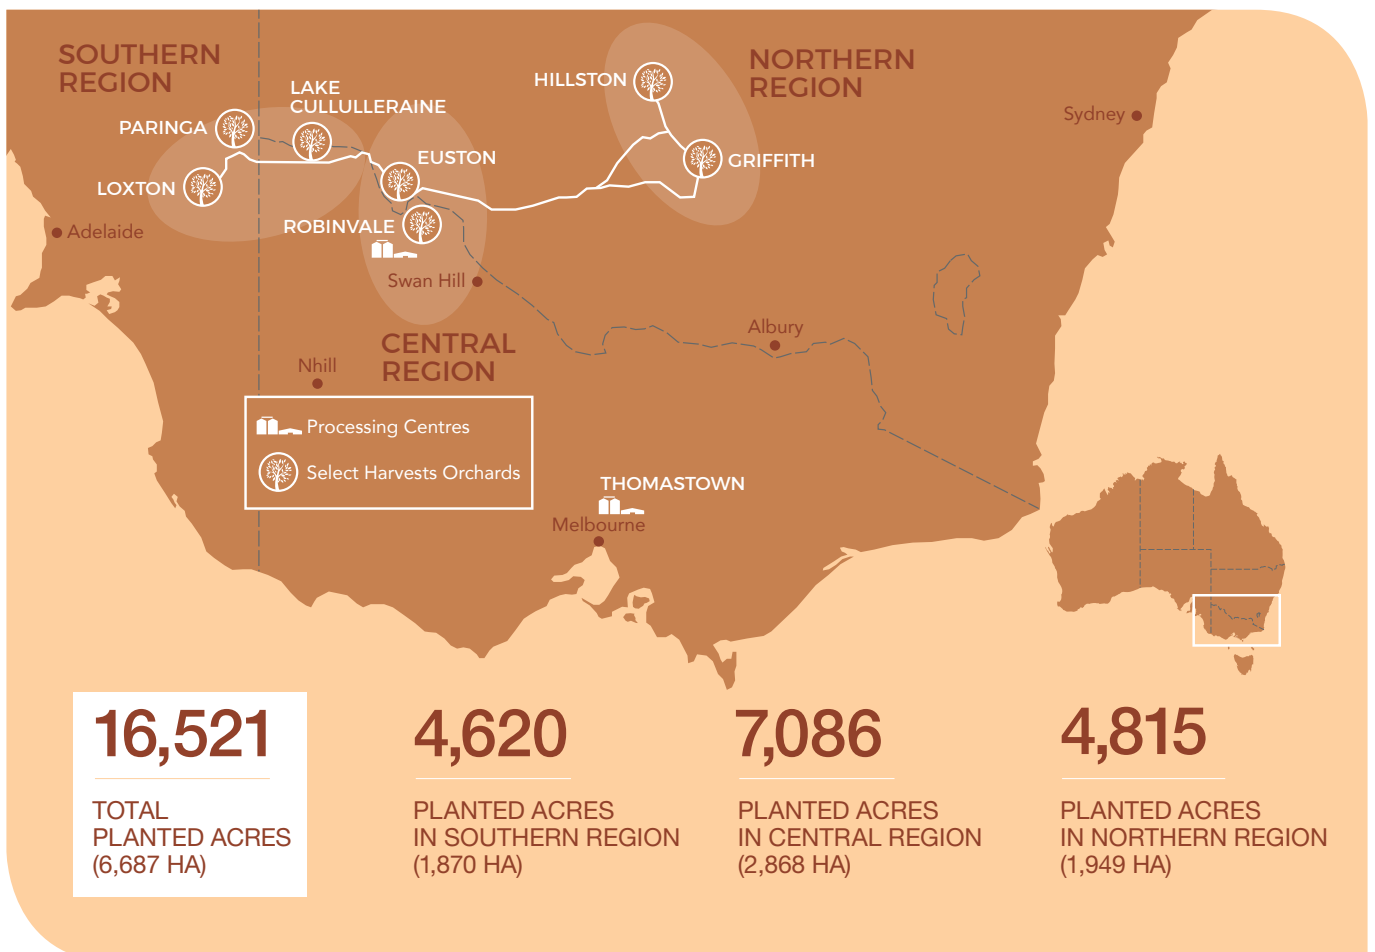 SOUTHERN
REGION
NORTHERN
REGION
HILLSTON
LAKE
CULLULLERAINE
PARINGA
Sydney
EUSTON
GRIFFITH
LOXTON
ROBINVALE
Adelaide
Swan Hill
Albury
CENTRAL
REGION
Nhill
Processing Centres
Select Harvests Orchards
THOMASTOWN
Melbourne
16,521
TOTAL
PLANTED ACRES
(6,687 HA)
4,620
PLANTED ACRES
IN SOUTHERN REGION
(1,870 HA)
7,086
PLANTED ACRES
IN CENTRAL REGION
(2,868 HA)
4,815
PLANTED ACRES
IN NORTHERN REGION
(1,949 HA)